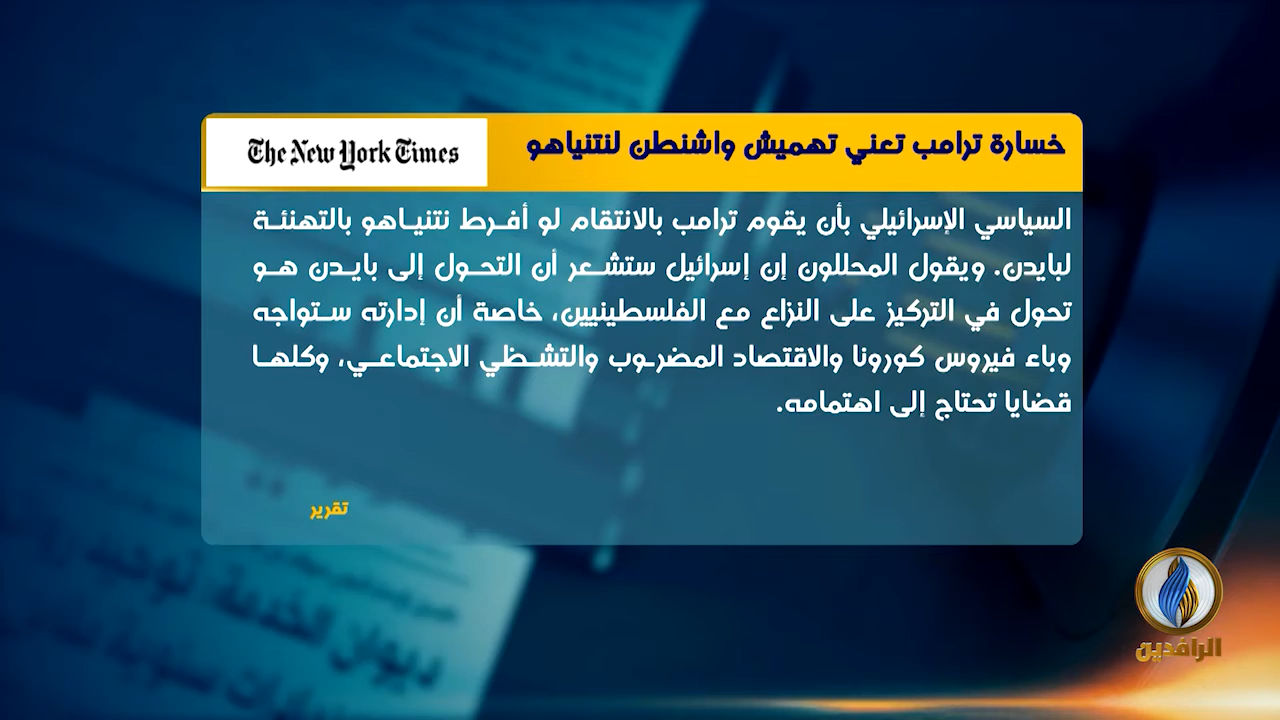 خسارة ترامب تعني تهميش واشنطن لنتنياهو
The New York Times
السياسي الإسرائيلي بأن يقوم ترامب بالانتقام لو أفرط نتنياهو بالتهنئة
لبايدن. ويقول المحللون إن إسرائيل ستشعر أن التحول إلى بايدن هو
تحول في التركيز على النزاع مع الفلسطينيين، خاصة أن إدارته ستواجه
وباء فيروس كورونا والاقتصاد المضروب والتشظي الاجتماعي، وكلها
قضايا تحتاج إلى اهتمامه.
تقرير
ديوان الخدمة:
الرافدين